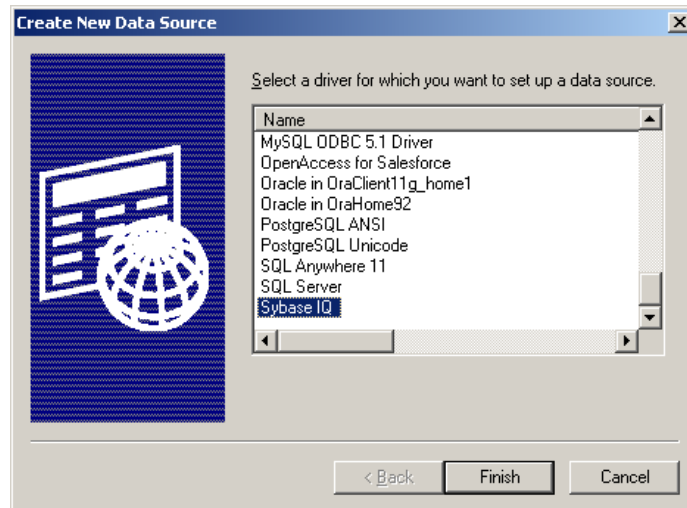 Create New Data Source
Select a driver for which you want to set up a data source.
Name
MySQL ODBC 5.1 Driver
OpenAccess for Salesforce
Oracle in OraClient11g_home1
Oracle in OraHome92
PostgreSQL ANSI
PostgreSQL Unicode
SQL Anywhere 11
SQL Server
Sybase IQ
< Back
Finish
Cancel